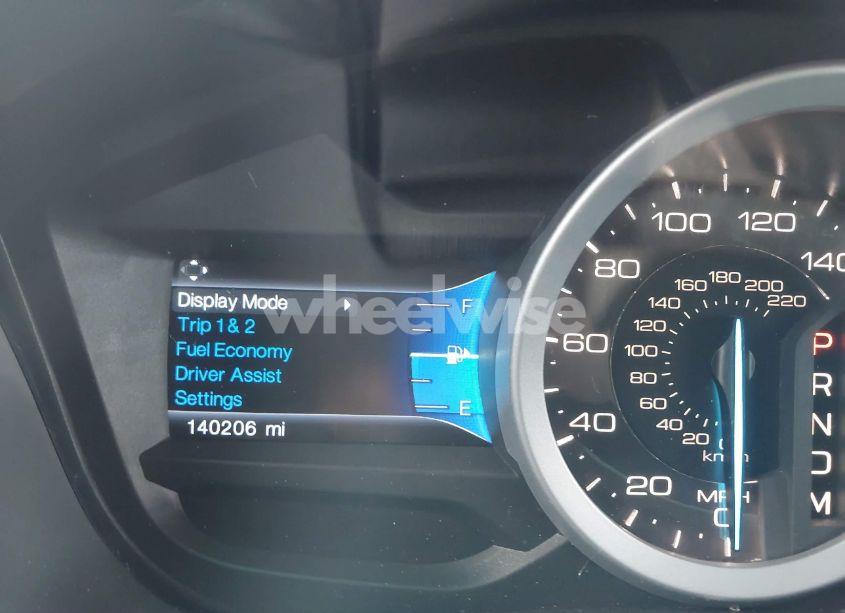 Display Mode
Trip 1 & 2
Fuel Economy
Driver Assist
Settings
140206 mi
F
E
wheelwise
20
40
60
80
100
120
140
MPH
20
40
60
80
100
120
140
160
180
200
220
km/h
P
R
N
D
M